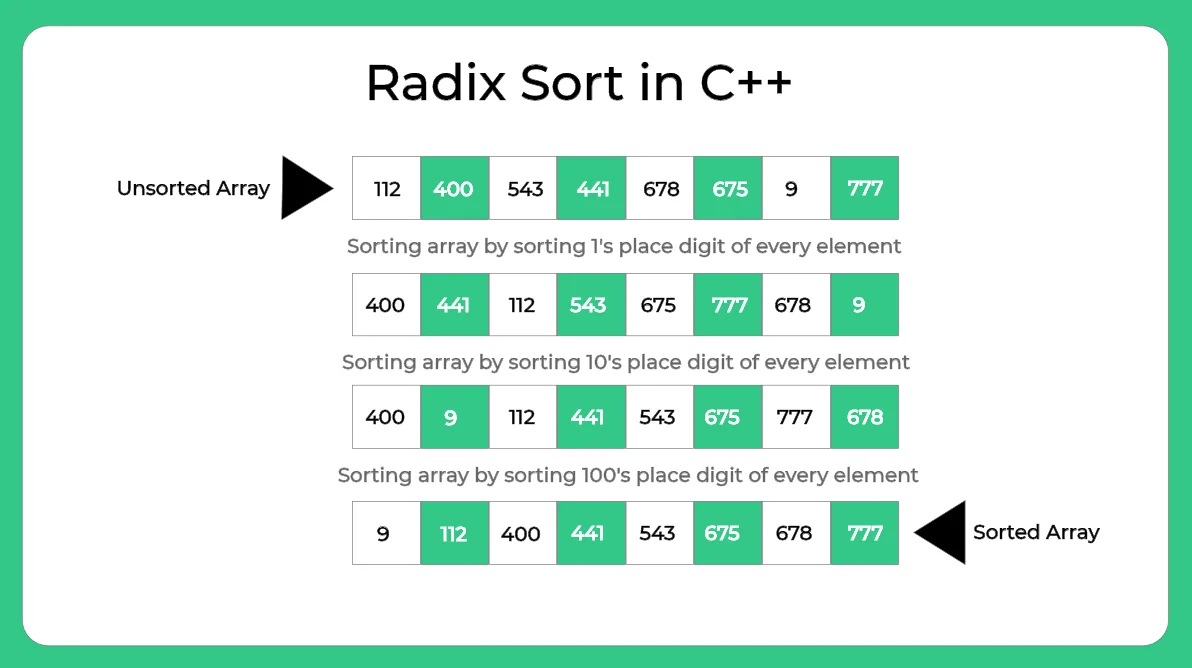 Radix Sort in C++
Unsorted Array 112 400 543 441 678 675 9 777
Sorting array by sorting 1's place digit of every element
400 441 112 543 675 777 678 9
Sorting array by sorting 10's place digit of every element
400 9 112 441 543 675 777 678
Sorting array by sorting 100's place digit of every element
9 112 400 441 543 675 678 777 Sorted Array